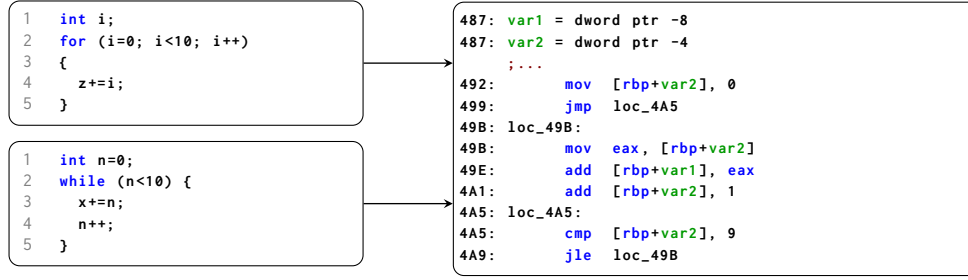 1 int i;
2 for (i=0; i<10; i++)
3 {
4 z+=i;
5 }
1 int n=0;
2 while (n<10) {
3 x+=n;
4 n++;
5 }
487: var1 = dword ptr -8
487: var2 = dword ptr -4
;...
492: mov [rbp+var2], 0
499: jmp loc_4A5
49B: loc_49B:
49B: mov eax, [rbp+var2]
49E: add [rbp+var1], eax
4A1: add [rbp+var2], 1
4A5: loc_4A5:
4A5: cmp [rbp+var2], 9
4A9: jle loc_49B